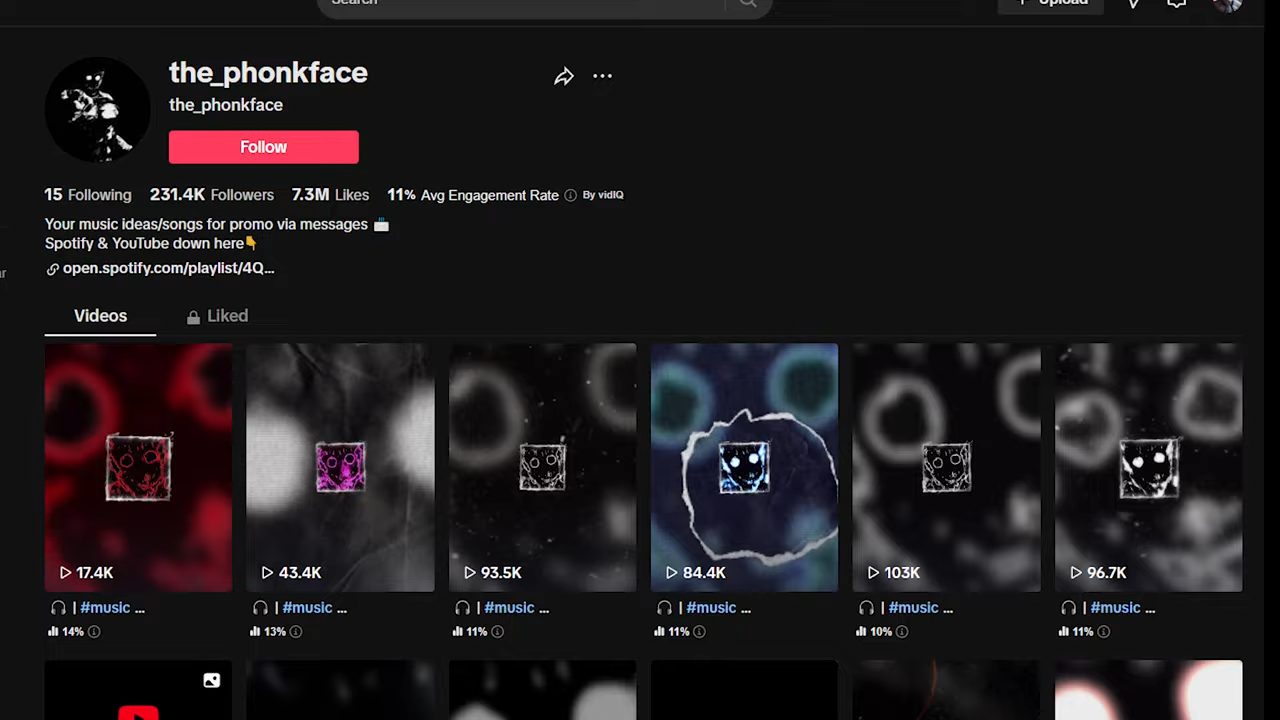 Search
Upload
the_phonkface
the_phonkface
Follow
15 Following 231.4K Followers 7.3M Likes 11% Avg Engagement Rate By vidIQ
Your music ideas/songs for promo via messages
Spotify & YouTube down here👇
open.spotify.com/playlist/4Q...
Videos Liked
17.4K 43.4K 93.5K 84.4K 103K 96.7K
🎧 | #music ... 🎧 | #music ... 🎧 | #music ... 🎧 | #music ... 🎧 | #music ... 🎧 | #music ...
14% 13% 11% 11% 10% 11%